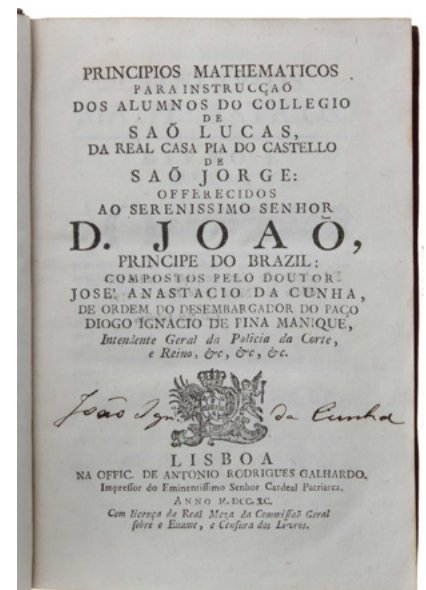 PRINCIPIOS MATHEMATICOS
PARA INSTRUCÇAÕ
DOS ALUMNOS DO COLLEGIO
DE
SAÕ LUCAS,
DA REAL CASA PIA DO CASTELLO
DE
SAÕ JORGE:
OFFERECIDOS
AO SERENISSIMO SENHOR
D. JOAÕ,
PRINCIPE DO BRAZIL:
COMPOSTOS PELO DOUTOR
JOSE' ANASTACIO DA CUNHA,
DE ORDEM DO DESEMBARGADOR DO PAÇO
DIOGO IGNACIO DE PINA MANIQUE,
Intendente Geral da Policia da Corte,
e Reino, &c, &c, &c.
João Ign. da Cunha
LISBOA
NA OFFIC. DE ANTONIO RODRIGUES GALHARDO.
Impressor do Eminentissimo Senhor Cardeal Patriarca.
ANNO M.DCC.XC.
Com licença da Real Meza da Commissaõ Geral
sobre o Exame, e Censura dos Livros.